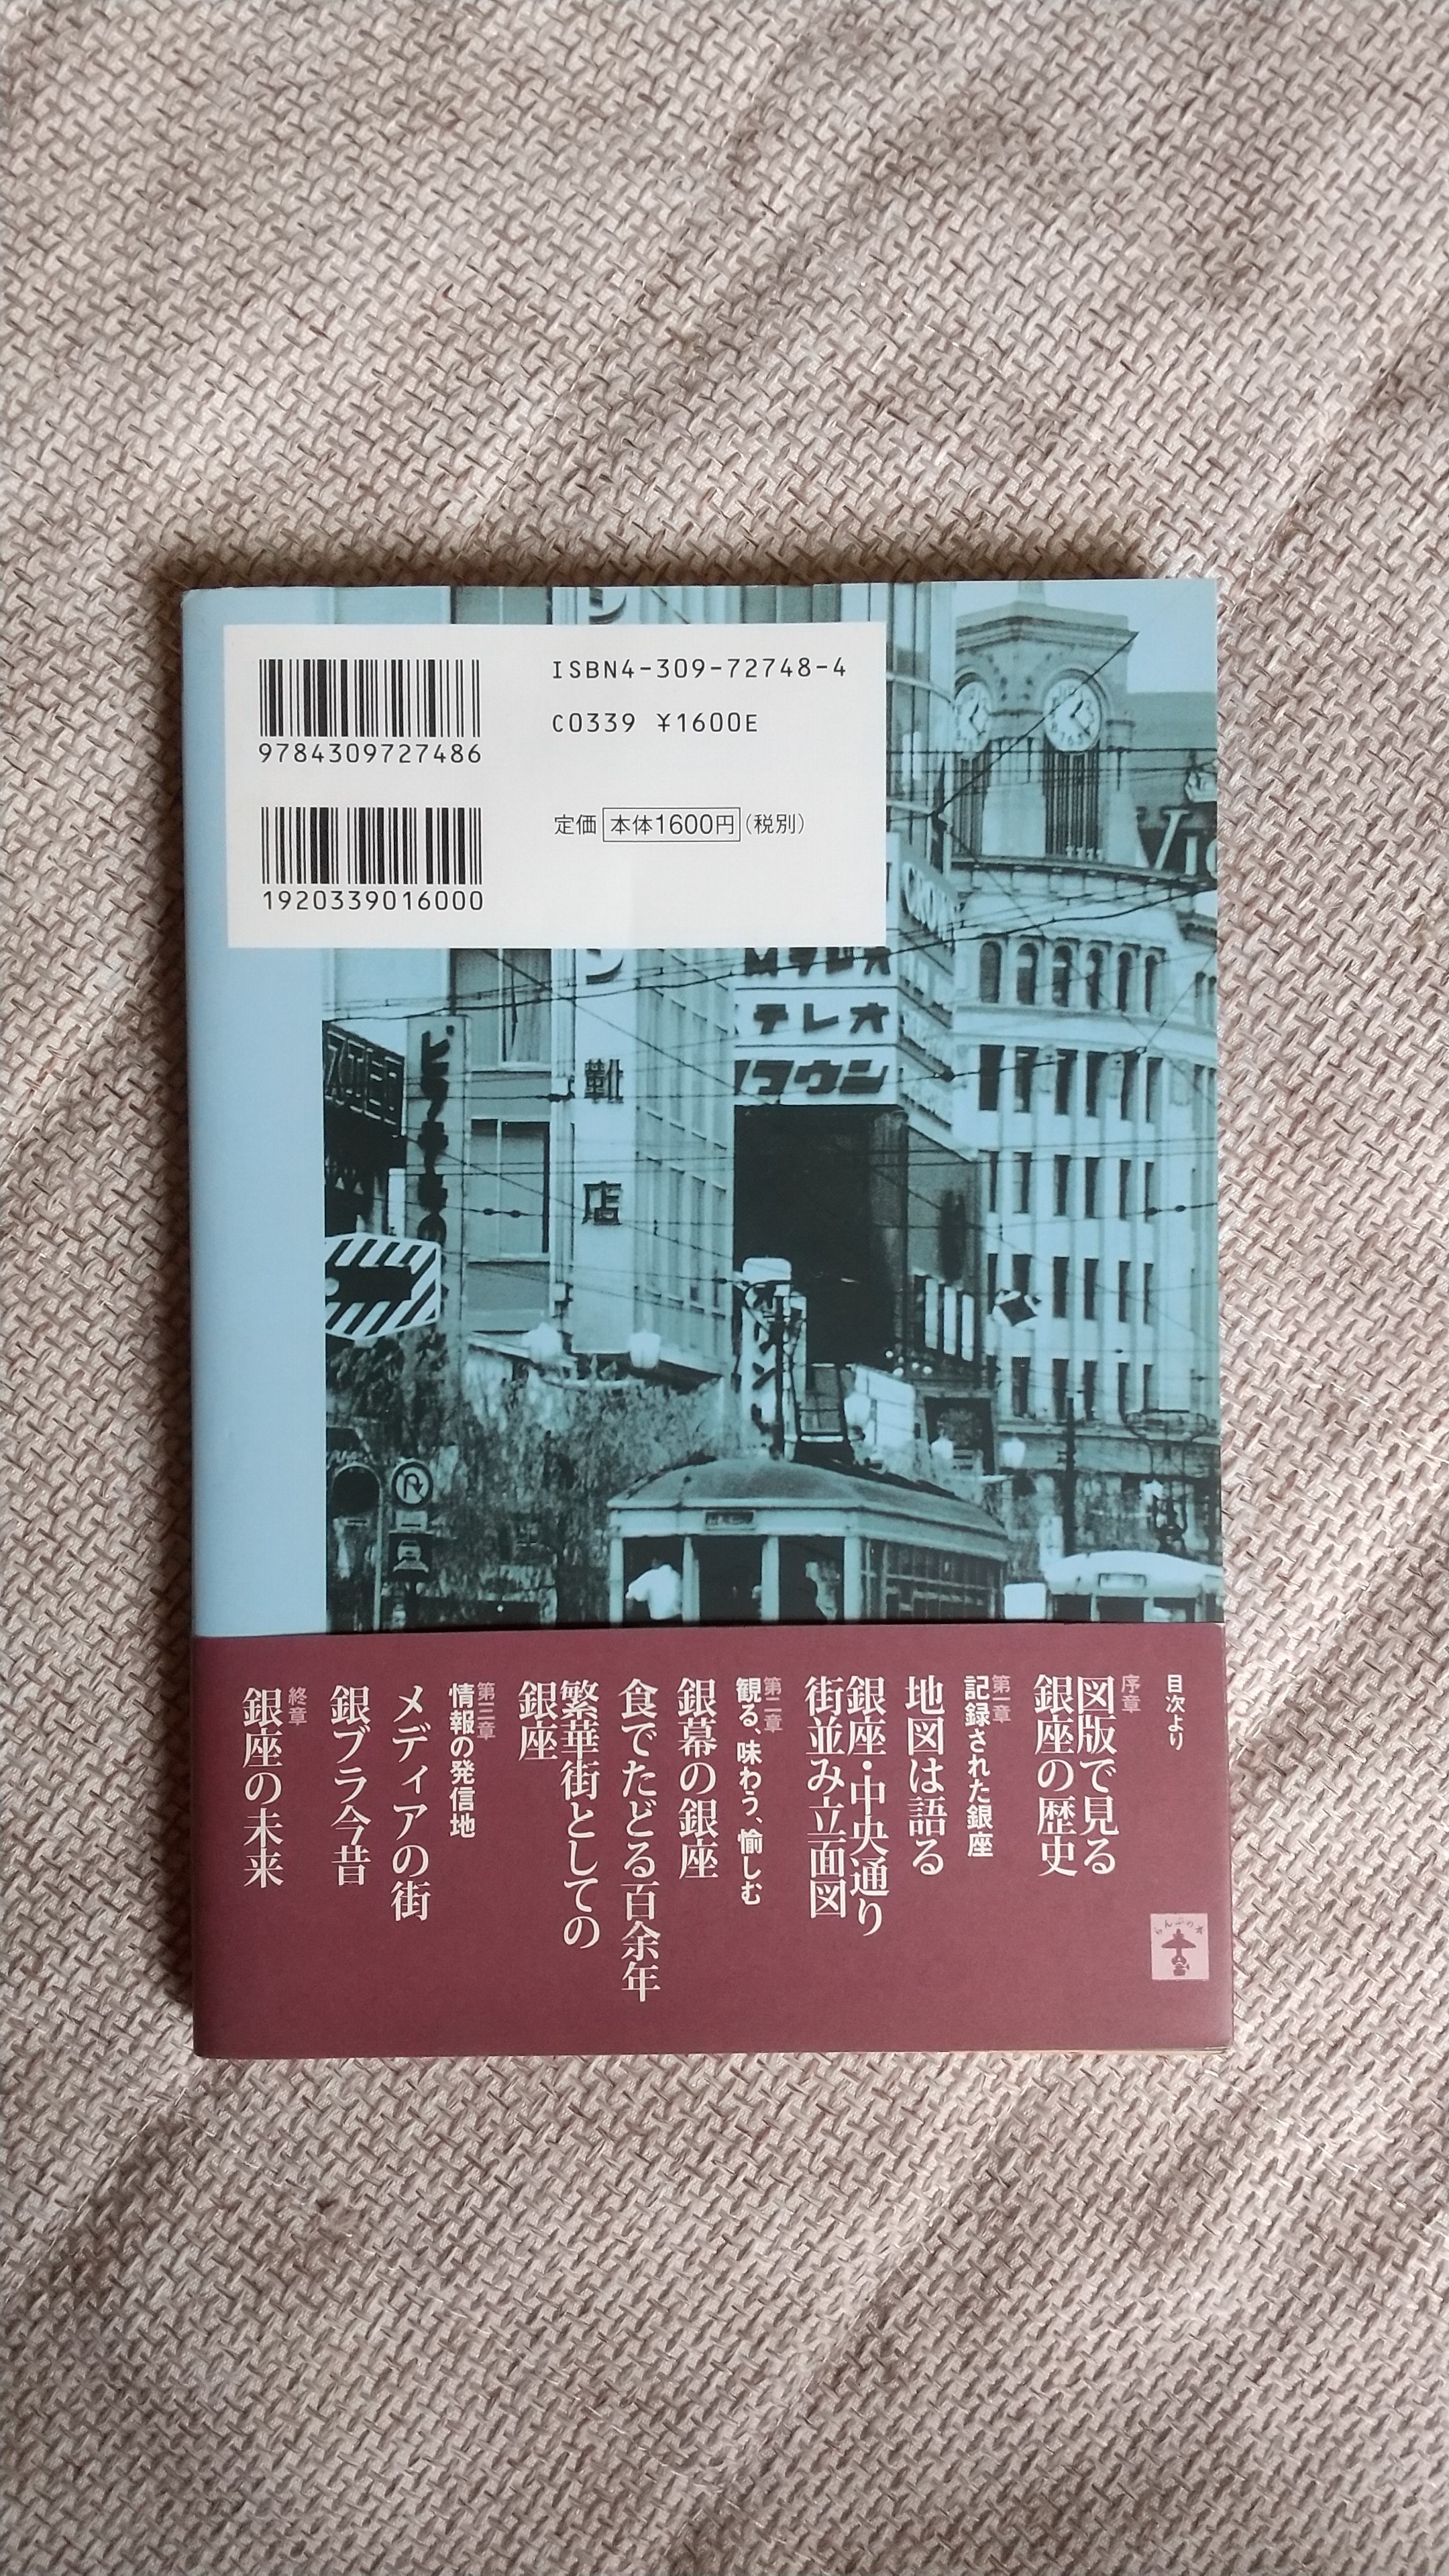 ISBN4-309-72748-4
C0339 ¥1600E
9784309727486
定価 本体1600円 (税別)
1920339016000
テレオ
靴
店
目次より
序章
図版で見る
銀座の歴史
第一章
記録された銀座
地図は語る
銀座・中央通り
街並み立面図
第二章
観る、味わう、愉しむ
銀幕の銀座
食でたどる百余年
繁華街としての
銀座
第三章
情報の発信地
メディアの街
銀ブラ今昔
終章
銀座の未来
らんぷの本